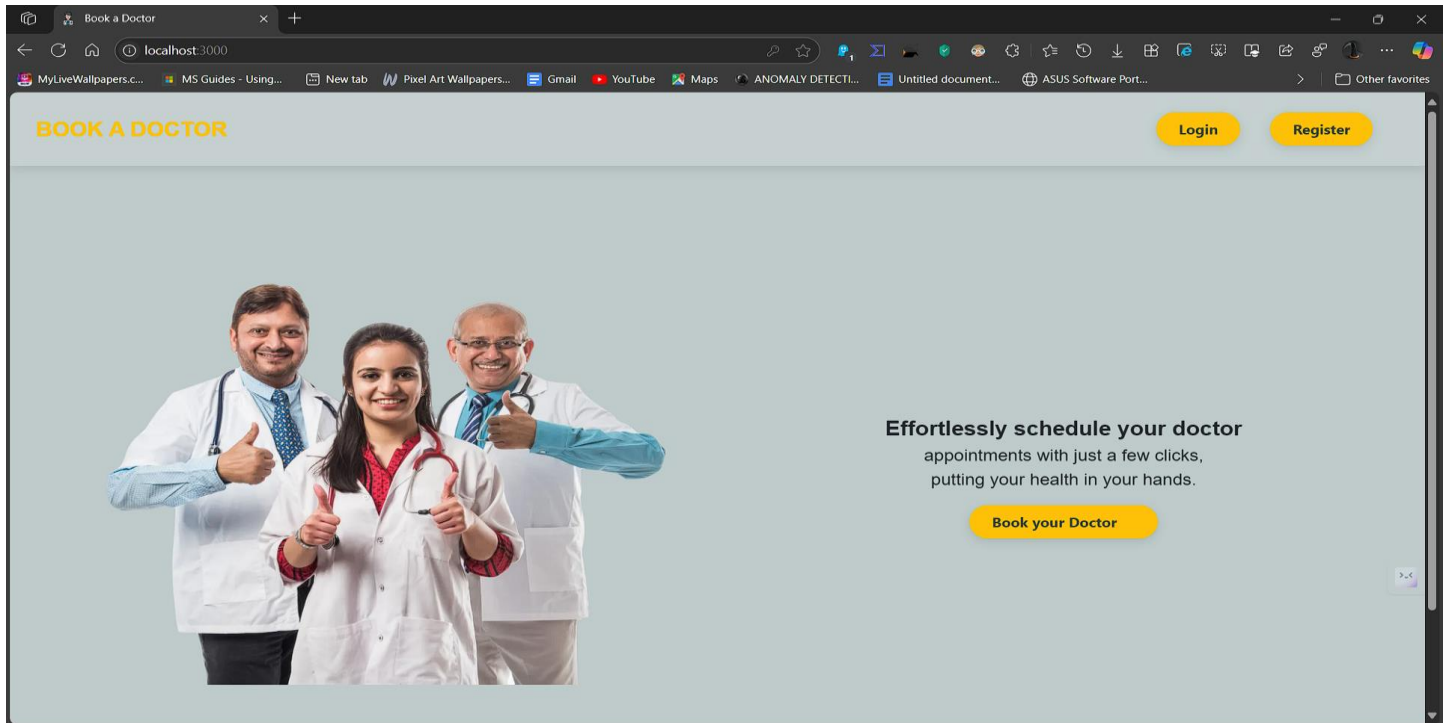 Book a Doctor
localhost:3000
1
MyLiveWallpapers.c... MS Guides - Using... New tab Pixel Art Wallpapers... Gmail YouTube Maps ANOMALY DETECTI... Untitled document... ASUS Software Port... Other favorites
BOOK A DOCTOR Login Register
Effortlessly schedule your doctor
appointments with just a few clicks,
putting your health in your hands.
Book your Doctor